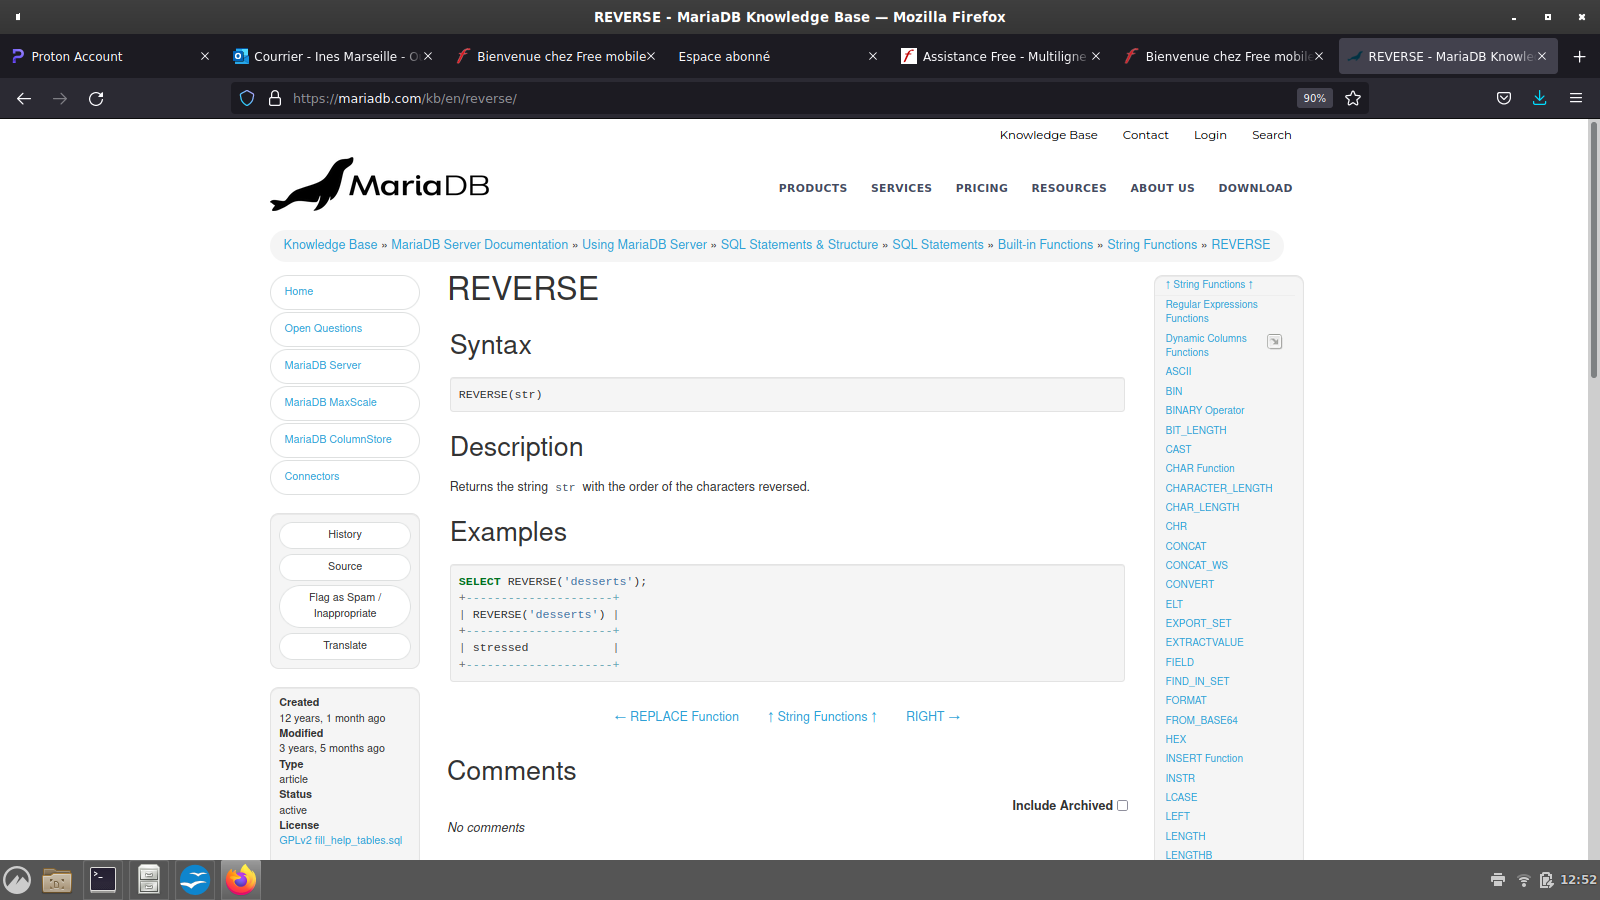 REVERSE - MariaDB Knowledge Base — Mozilla Firefox
Proton Account
Courrier - Ines Marseille - O
Bienvenue chez Free mobile
Espace abonné
Assistance Free - Multiligne
Bienvenue chez Free mobile
REVERSE - MariaDB Knowle
https://mariadb.com/kb/en/reverse/
90%
Knowledge Base Contact Login Search
MariaDB
PRODUCTS SERVICES PRICING RESOURCES ABOUT US DOWNLOAD
Knowledge Base » MariaDB Server Documentation » Using MariaDB Server » SQL Statements & Structure » SQL Statements » Built-in Functions » String Functions » REVERSE
Home
Open Questions
MariaDB Server
MariaDB MaxScale
MariaDB ColumnStore
Connectors
History
Source
Flag as Spam /
Inappropriate
Translate
Created
12 years, 1 month ago
Modified
3 years, 5 months ago
Type
article
Status
active
License
GPLv2 fill_help_tables.sql
REVERSE
Syntax
REVERSE(str)
Description
Returns the string str with the order of the characters reversed.
Examples
SELECT REVERSE('desserts');
+---------------------+
| REVERSE('desserts') |
+---------------------+
| stressed            |
+---------------------+
← REPLACE Function ↑ String Functions ↑ RIGHT →
Comments
Include Archived
No comments
↑ String Functions ↑
Regular Expressions
Functions
Dynamic Columns
Functions
ASCII
BIN
BINARY Operator
BIT_LENGTH
CAST
CHAR Function
CHARACTER_LENGTH
CHAR_LENGTH
CHR
CONCAT
CONCAT_WS
CONVERT
ELT
EXPORT_SET
EXTRACTVALUE
FIELD
FIND_IN_SET
FORMAT
FROM_BASE64
HEX
INSERT Function
INSTR
LCASE
LEFT
LENGTH
LENGTHB
12:52